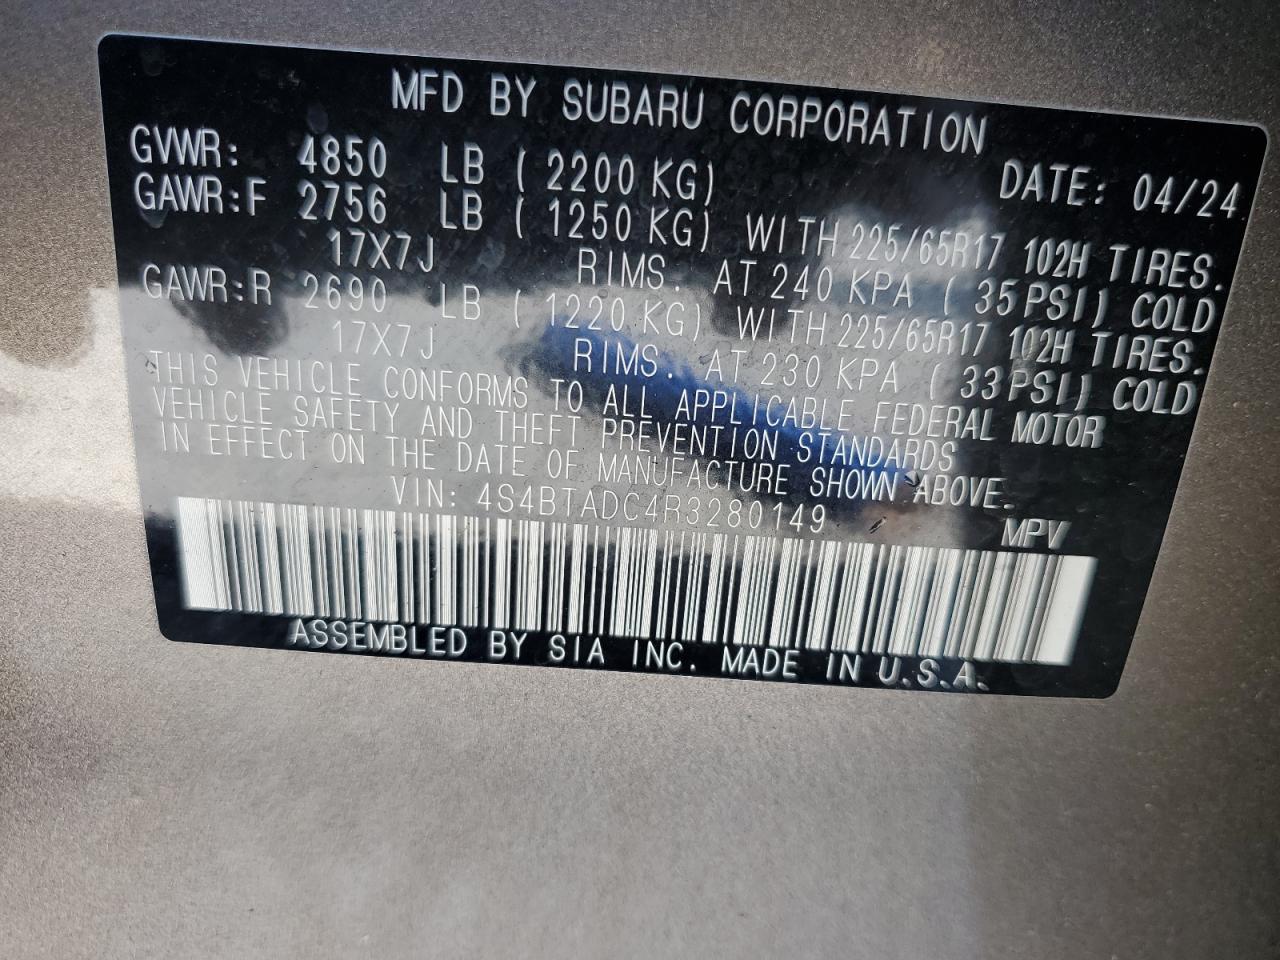 MFD BY SUBARU CORPORATION
GVWR: 4850 LB ( 2200 KG) DATE: 04/24
GAWR:F 2756 LB ( 1250 KG) WITH 225/65R17 102H TIRES.
17X7J RIMS. AT 240 KPA ( 35PSI) COLD
GAWR:R 2690 LB ( 1220 KG) WITH 225/65R17 102H TIRES.
17X7J RIMS. AT 230 KPA ( 33PSI) COLD
THIS VEHICLE CONFORMS TO ALL APPLICABLE FEDERAL MOTOR
VEHICLE SAFETY AND THEFT PREVENTION STANDARDS
IN EFFECT ON THE DATE OF MANUFACTURE SHOWN ABOVE.
VIN: 4S4BTADC4R3280149 MPV
ASSEMBLED BY SIA INC. MADE IN U.S.A.